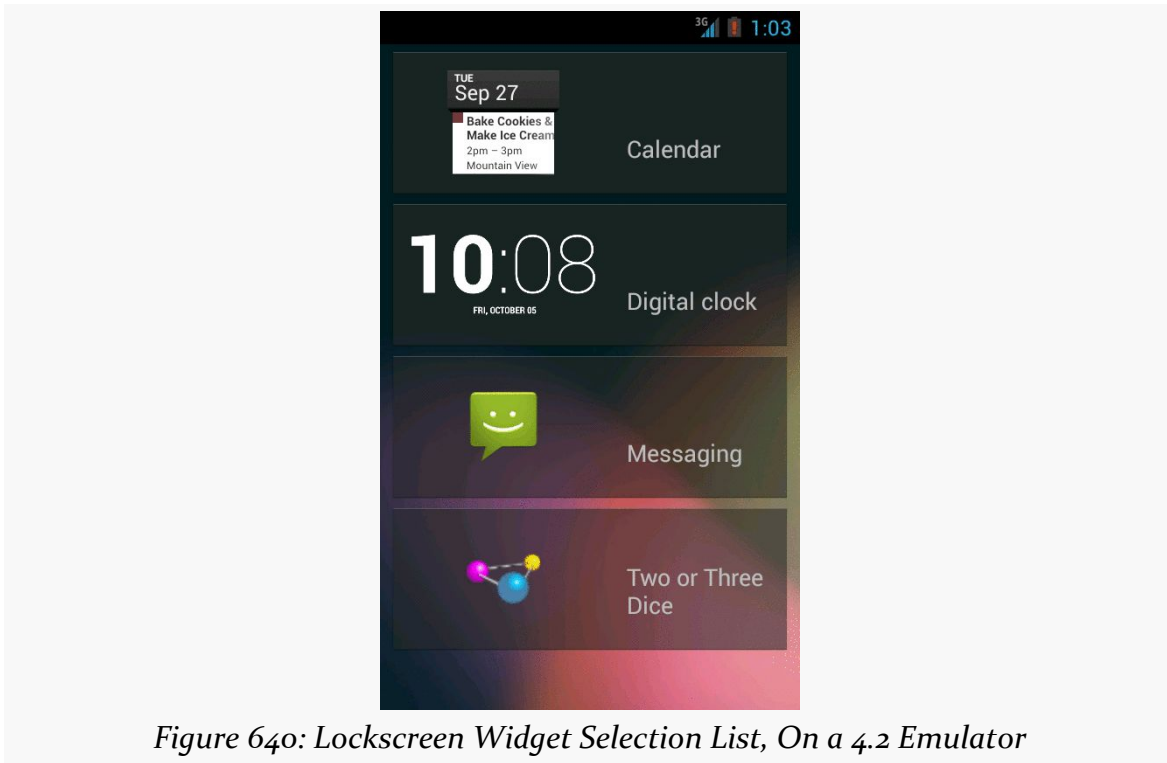 3G 1:03
TUE
Sep 27
Bake Cookies &
Make Ice Cream
2pm – 3pm
Mountain View
Calendar
10:08
FRI, OCTOBER 05
Digital clock
Messaging
Two or Three
Dice
Figure 640: Lockscreen Widget Selection List, On a 4.2 Emulator